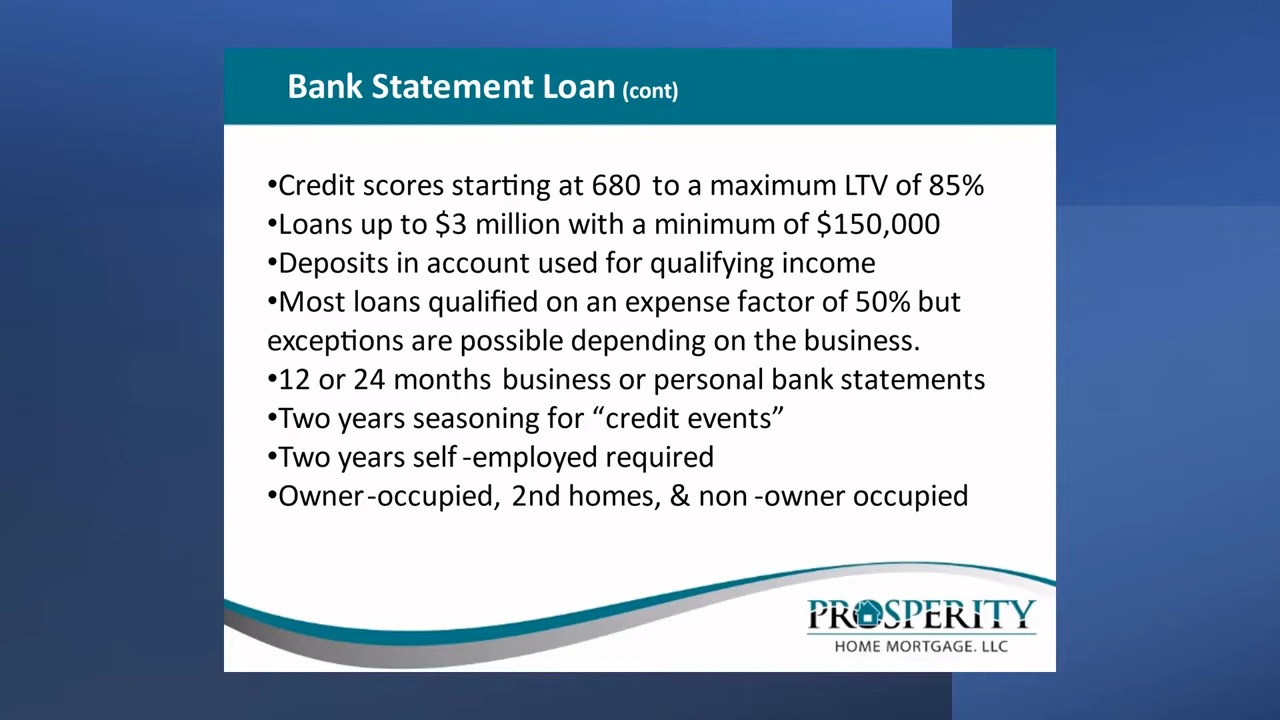 Bank Statement Loan (cont)
•Credit scores starting at 680 to a maximum LTV of 85%
•Loans up to $3 million with a minimum of $150,000
•Deposits in account used for qualifying income
•Most loans qualified on an expense factor of 50% but
exceptions are possible depending on the business.
•12 or 24 months business or personal bank statements
•Two years seasoning for “credit events”
•Two years self-employed required
•Owner-occupied, 2nd homes, & non-owner occupied
PROSPERITY
HOME MORTGAGE. LLC